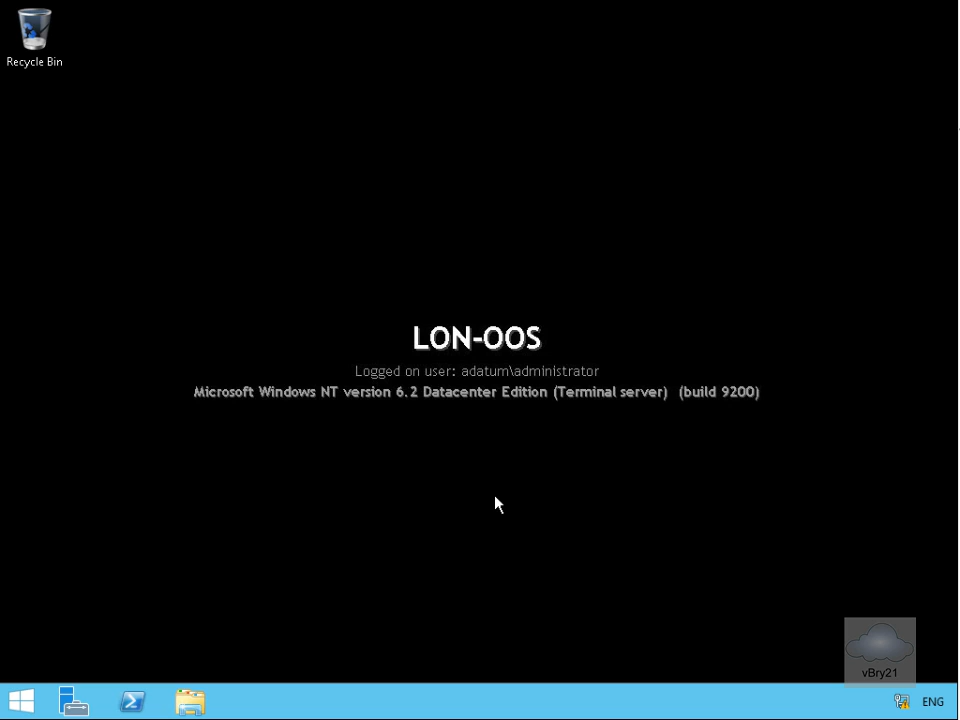 Recycle Bin
LON-OOS
Logged on user: adatum\administrator
Microsoft Windows NT version 6.2 Datacenter Edition (Terminal server)  (build 9200)
vBry21
ENG